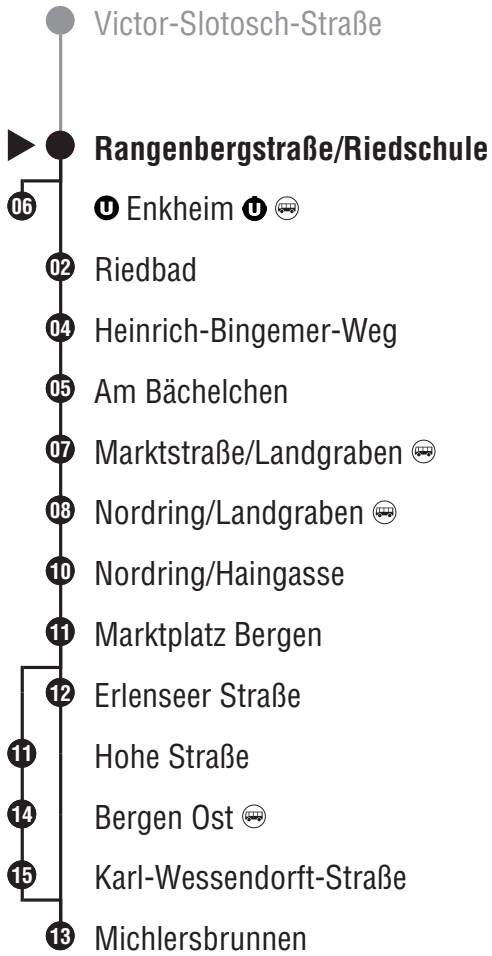 Victor-Slotosch-Straße
Rangenbergstraße/Riedschule
06 U Enkheim U
02 Riedbad
04 Heinrich-Bingemer-Weg
05 Am Bächelchen
07 Marktstraße/Landgraben
08 Nordring/Landgraben
10 Nordring/Haingasse
11 Marktplatz Bergen
12 Erlenseer Straße
11 Hohe Straße
14 Bergen Ost
15 Karl-Wessendorft-Straße
13 Michlersbrunnen